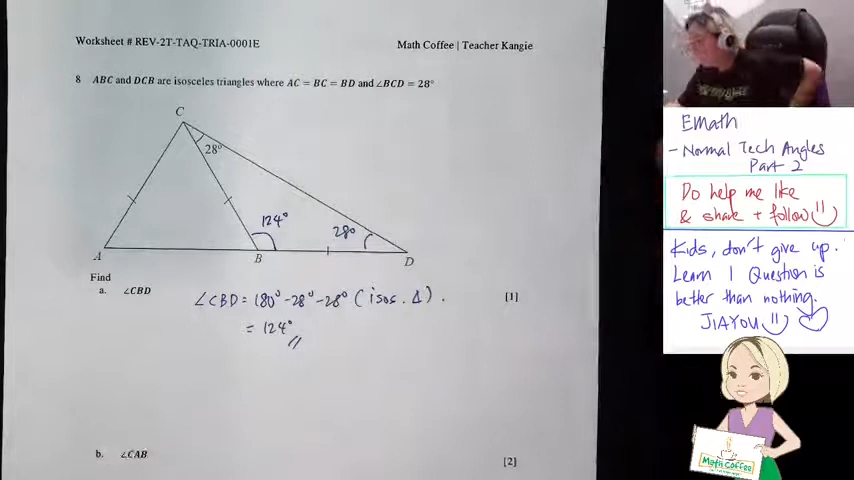 Worksheet # REV-2T-TAQ-TRIA-0001E
Math Coffee | Teacher Kangie
8 ABC and DCB are isosceles triangles where AC = BC = BD and ∠BCD = 28°
C
28°
124°
28°
A
B
D
Find
a. ∠CBD
∠CBD = 180° - 28° - 28° (isos. Δ).
[1]
= 124°
b. ∠CAB
[2]
EMath
- Normal Tech Angles
Part 2
Do help me like
& share + follow
Kids, don't give up.
Learn 1 Question is
better than nothing.
JIAYOU
Math Coffee